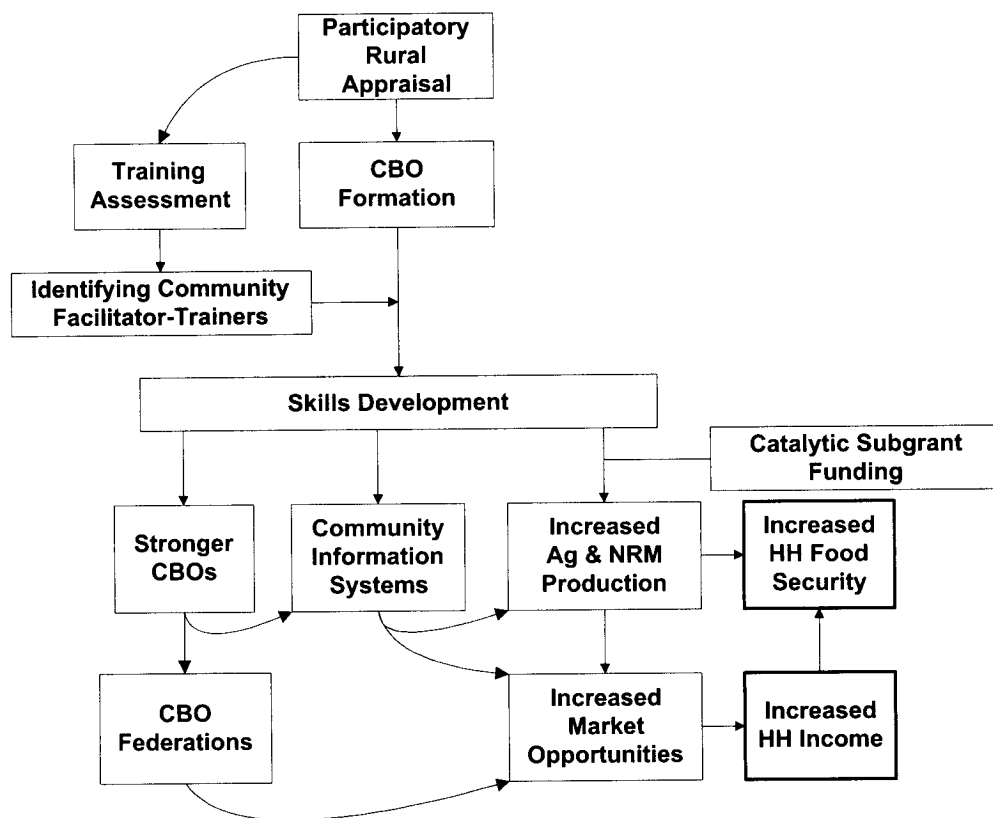 Participatory
Rural
Appraisal
Training
Assessment
CBO
Formation
Identifying Community
Facilitator-Trainers
Skills Development
Catalytic Subgrant
Funding
Stronger
CBOs
Community
Information
Systems
Increased
Ag & NRM
Production
Increased
HH Food
Security
CBO
Federations
Increased
Market
Opportunities
Increased
HH Income